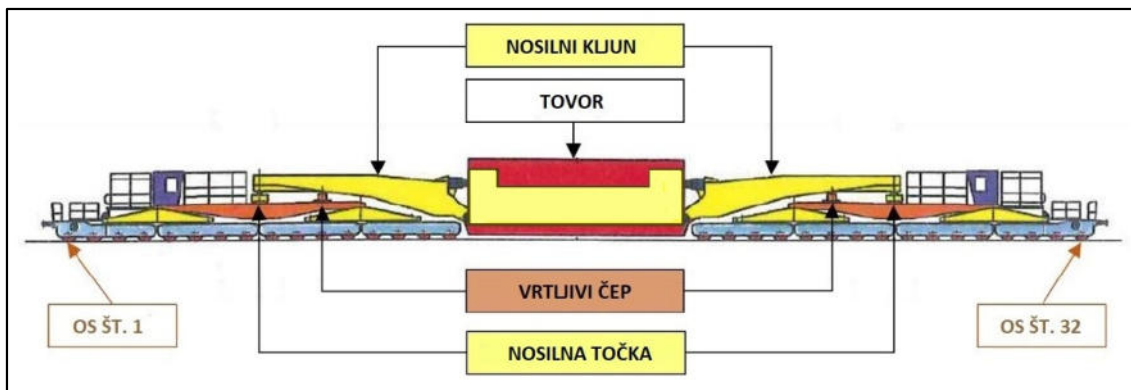 NOSILNI KLJUN
TOVOR
VRTLJIVI ČEP
OS ŠT. 1
OS ŠT. 32
NOSILNA TOČKA